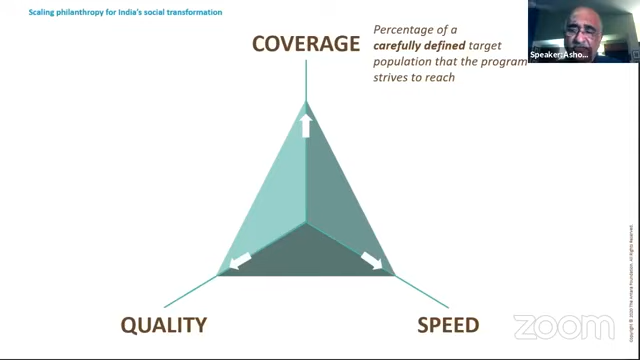 Scaling philanthropy for India's social transformation
COVERAGE
Percentage of a
carefully defined target
population that the program
strives to reach
Speaker: Asho...
QUALITY
SPEED
zoom